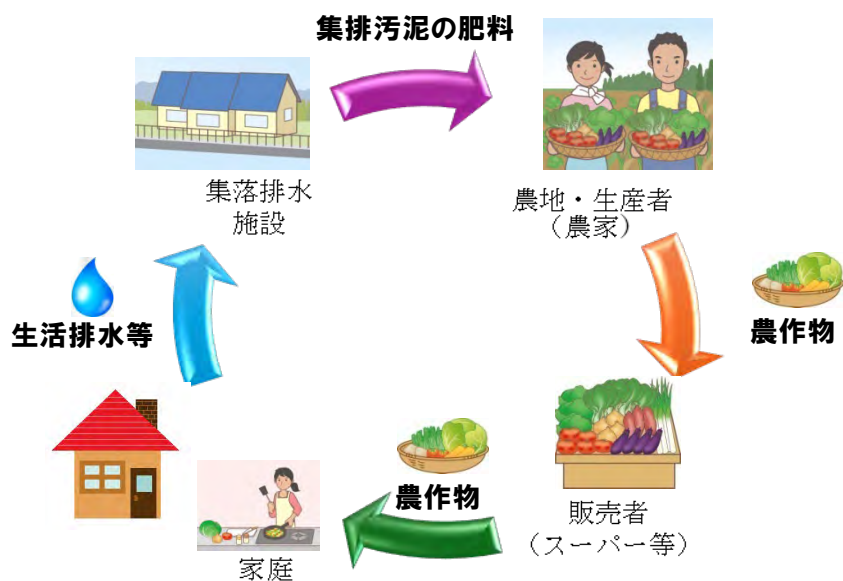 集排汚泥の肥料
集落排水
施設
農地・生産者
（農家）
生活排水等
農作物
農作物
販売者
（スーパー等）
家庭